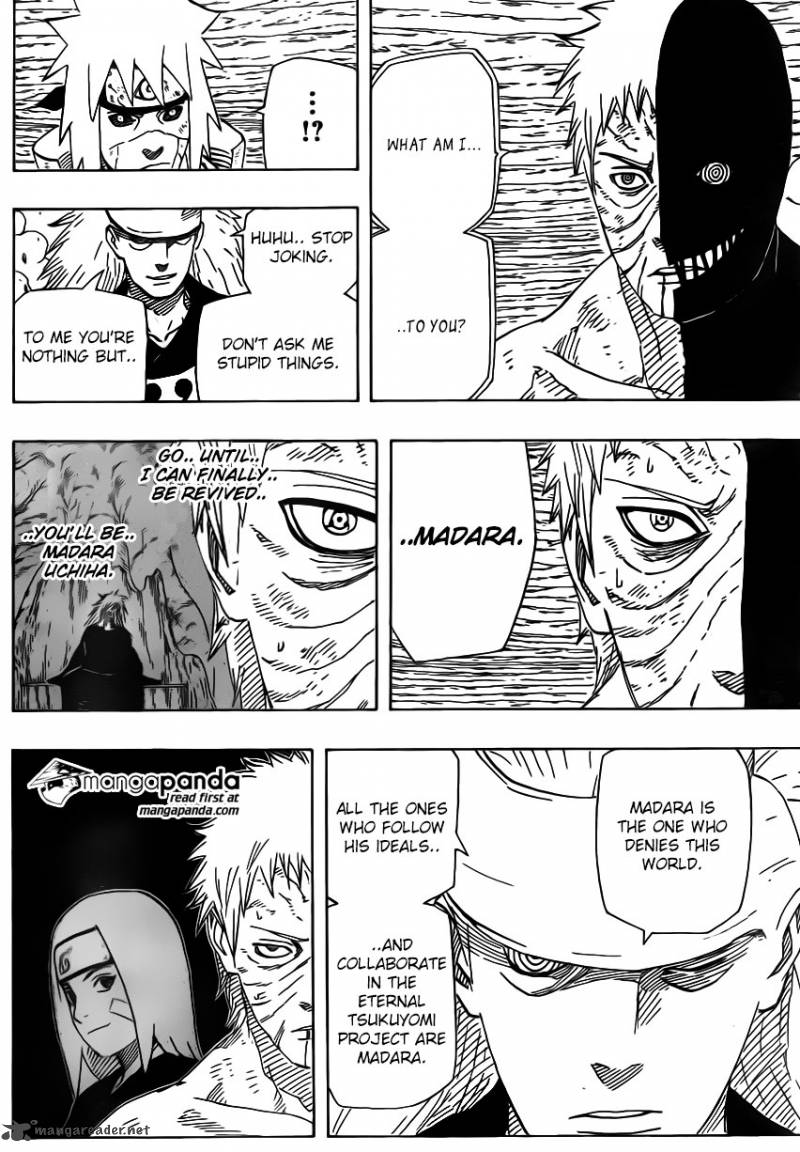 WHAT AM I...
..TO YOU?
...
!?
HUHU.. STOP
JOKING.
DON'T ASK ME
STUPID THINGS.
TO ME YOU'RE
NOTHING BUT..
..MADARA.
GO.. UNTIL..
I CAN FINALLY..
BE REVIVED..
..YOU'LL BE..
MADARA
UCHIHA.
MADARA IS
THE ONE WHO
DENIES THIS
WORLD.
ALL THE ONES
WHO FOLLOW
HIS IDEALS..
..AND
COLLABORATE
IN THE
ETERNAL
TSUKUYOMI
PROJECT ARE
MADARA.
mangapanda
read first at
mangapanda.com
mangareader.net